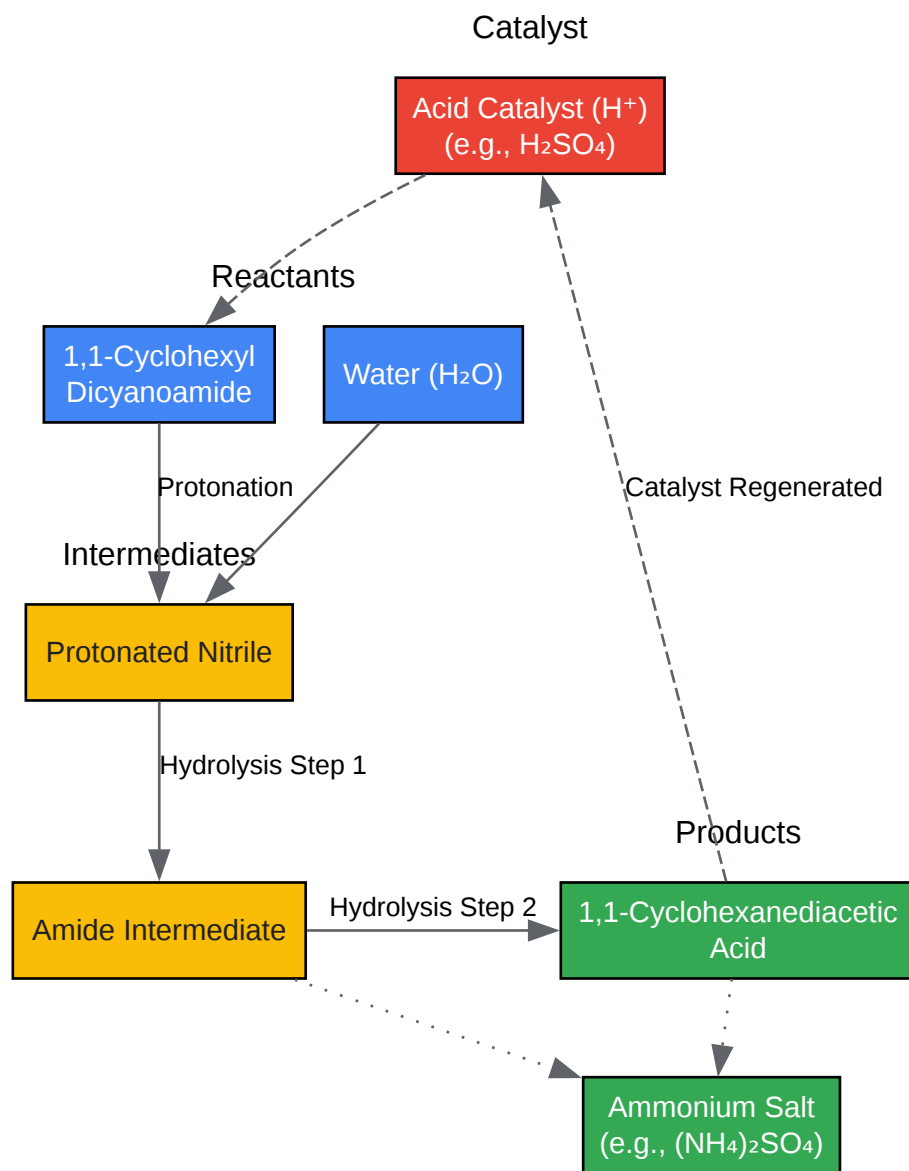 Catalyst
Acid Catalyst (H⁺)
(e.g., H₂SO₄)
Reactants
1,1-Cyclohexyl
Dicyanoamide
Water (H₂O)
Protonation
Catalyst Regenerated
Intermediates
Protonated Nitrile
Hydrolysis Step 1
Products
Amide Intermediate
Hydrolysis Step 2
1,1-Cyclohexanediacetic
Acid
Ammonium Salt
(e.g., (NH₄)₂SO₄)